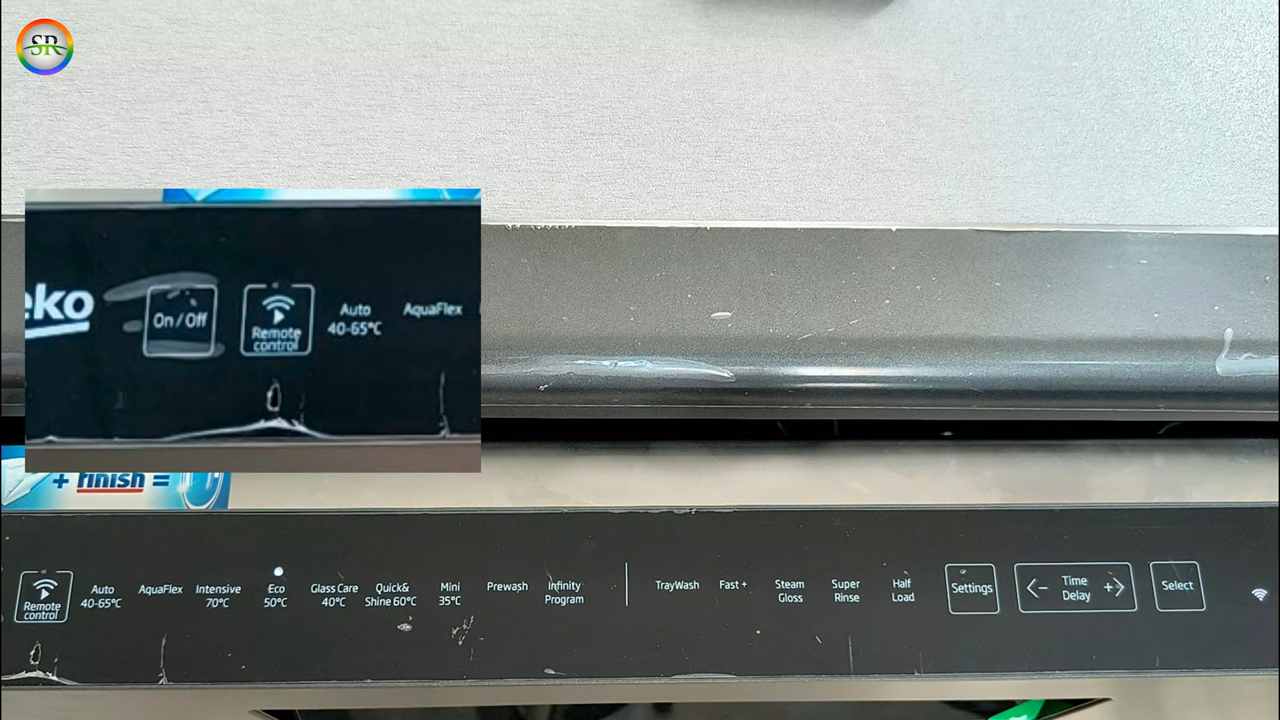 SR
eko
On / Off
Remote
control
Auto
40-65°C
AquaFlex
+ finish =
Remote
control
Auto
40-65°C
AquaFlex
Intensive
70°C
Eco
50°C
Glass Care
40°C
Quick&
Shine 60°C
Mini
35°C
Prewash
Infinity
Program
TrayWash
Fast +
Steam
Gloss
Super
Rinse
Half
Load
Settings
<- Time +>
Delay
Select